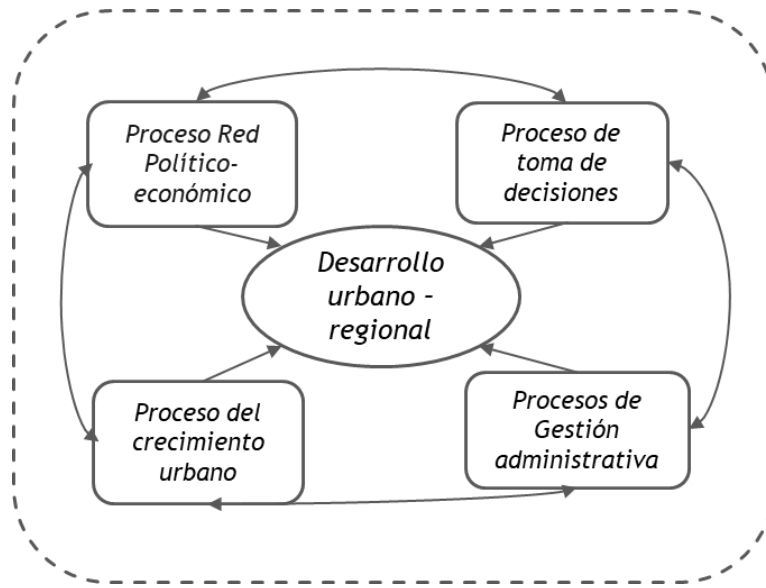 Proceso Red
Político-
económico
Proceso de
toma de
decisiones
Desarrollo
urbano -
regional
Proceso del
crecimiento
urbano
Procesos de
Gestión
administrativa